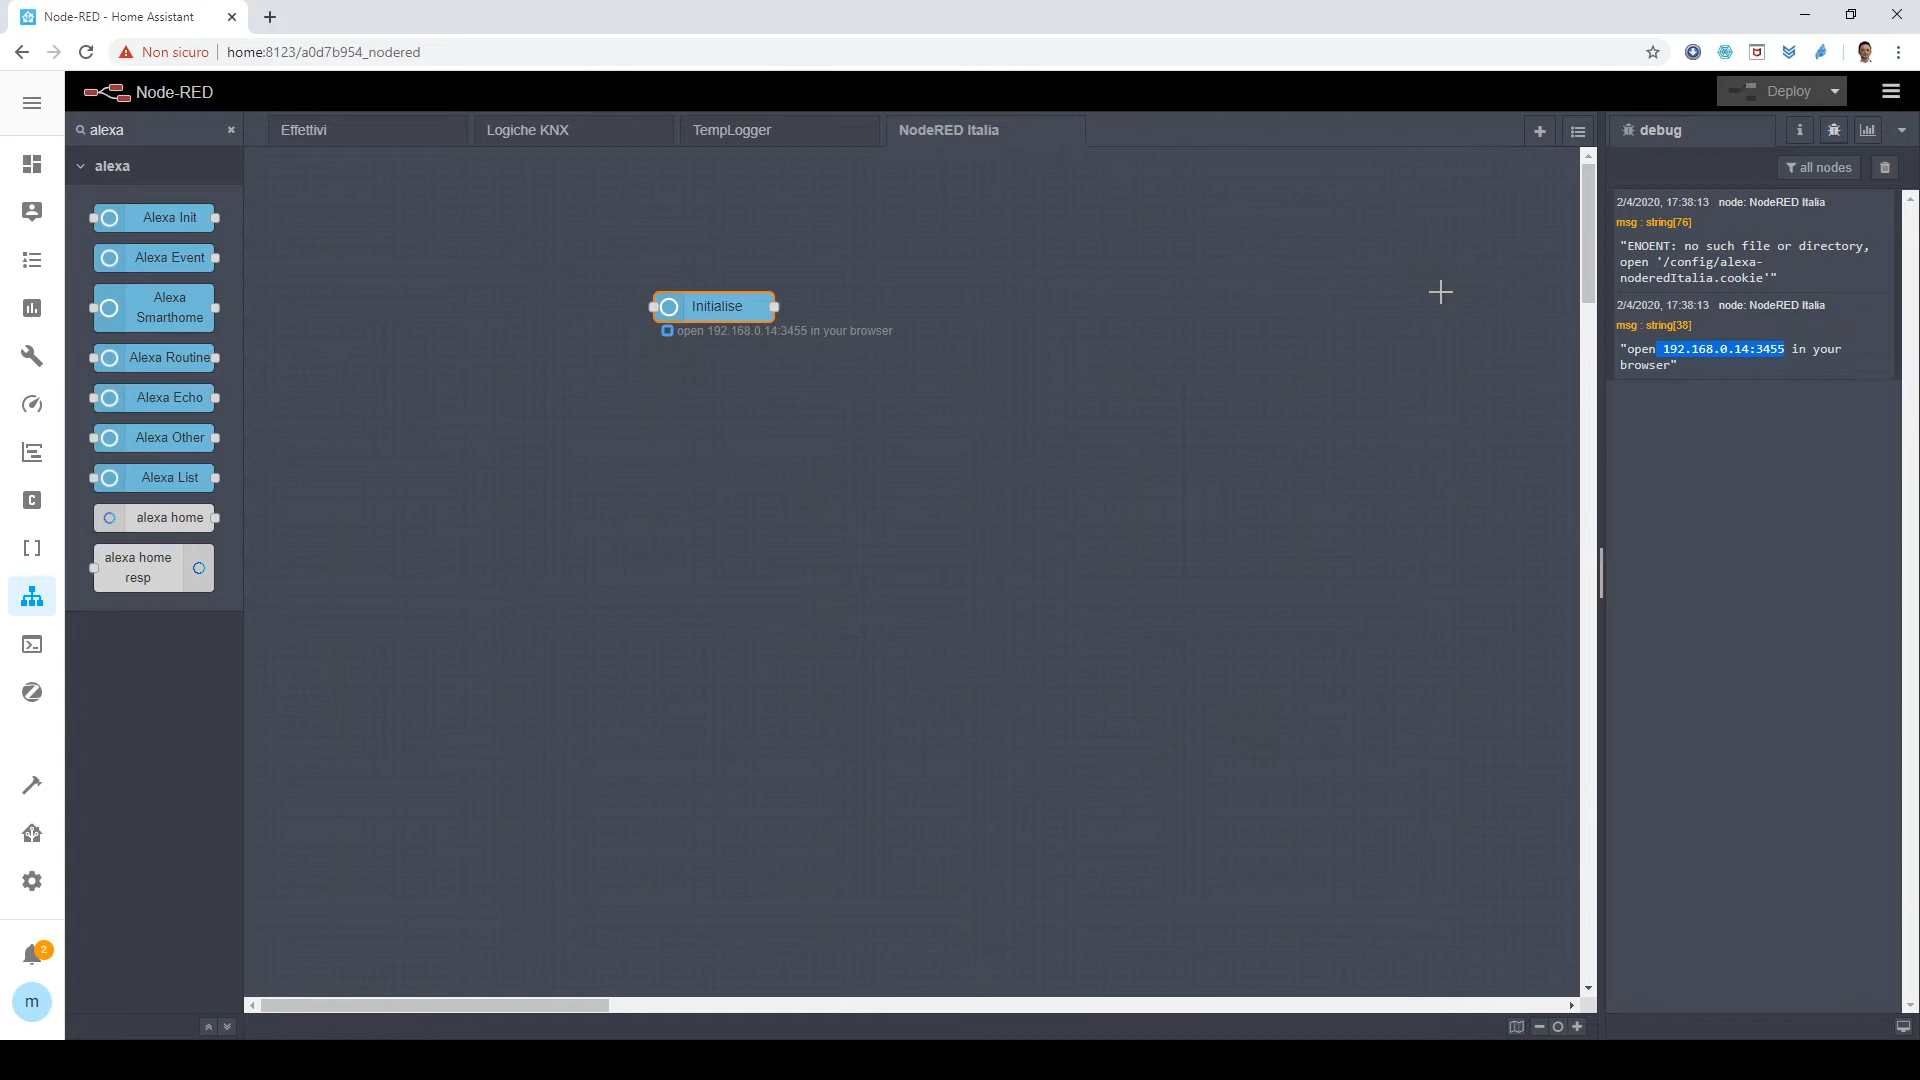 Node-RED - Home Assistant
Non sicuro
home:8123/a0d7b954_nodered
Node-RED
Deploy
alexa
Effettivi
Logiche KNX
TempLogger
NodeRED Italia
debug
alexa
all nodes
Alexa Init
Alexa Event
Alexa
Smarthome
Alexa Routine
Alexa Echo
Alexa Other
Alexa List
alexa home
alexa home
resp
Initialise
open 192.168.0.14:3455 in your browser
2/4/2020, 17:38:13 node: NodeRED Italia
msg : string[76]
"ENOENT: no such file or directory,
open '/config/alexa-
noderedItalia.cookie'"
2/4/2020, 17:38:13 node: NodeRED Italia
msg : string[38]
"open 192.168.0.14:3455 in your
browser"
C
2
m